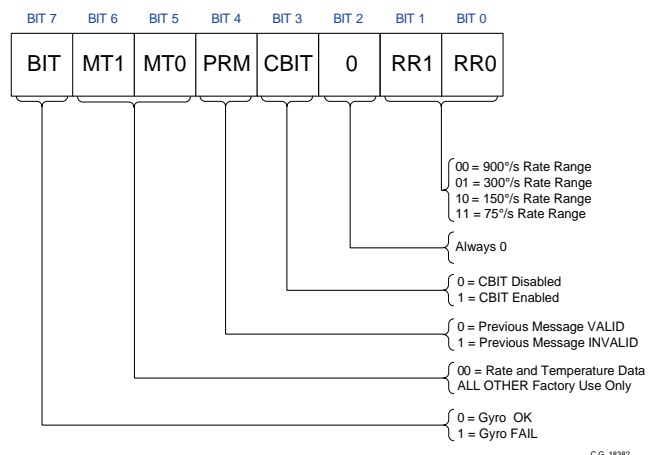 BIT 7 BIT 6 BIT 5 BIT 4 BIT 3 BIT 2 BIT 1 BIT 0
BIT MT1 MT0 PRM CBIT 0 RR1 RR0
00 = 900°/s Rate Range
01 = 300°/s Rate Range
10 = 150°/s Rate Range
11 = 75°/s Rate Range
Always 0
0 = CBIT Disabled
1 = CBIT Enabled
0 = Previous Message VALID
1 = Previous Message INVALID
00 = Rate and Temperature Data
ALL OTHER Factory Use Only
0 = Gyro OK
1 = Gyro FAIL
C.G. 18382